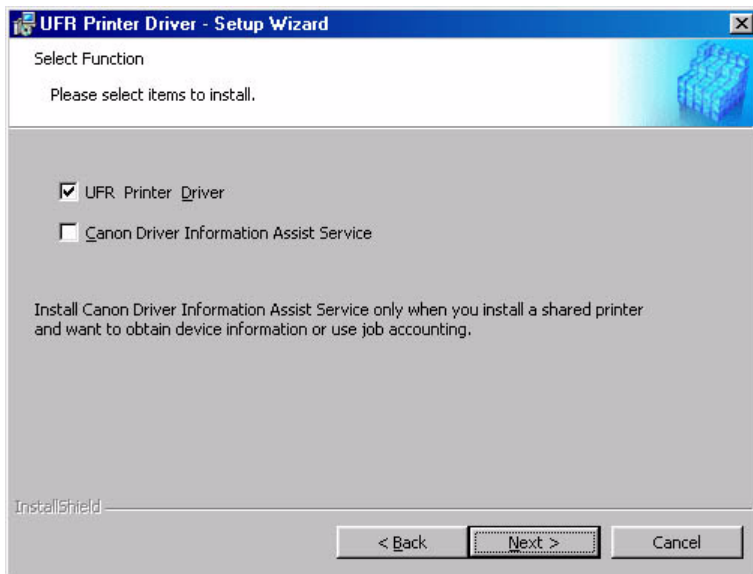 UFR Printer Driver - Setup Wizard
Select Function
Please select items to install.
UFR Printer Driver
Canon Driver Information Assist Service
Install Canon Driver Information Assist Service only when you install a shared printer
and want to obtain device information or use job accounting.
InstallShield
< Back
Next >
Cancel